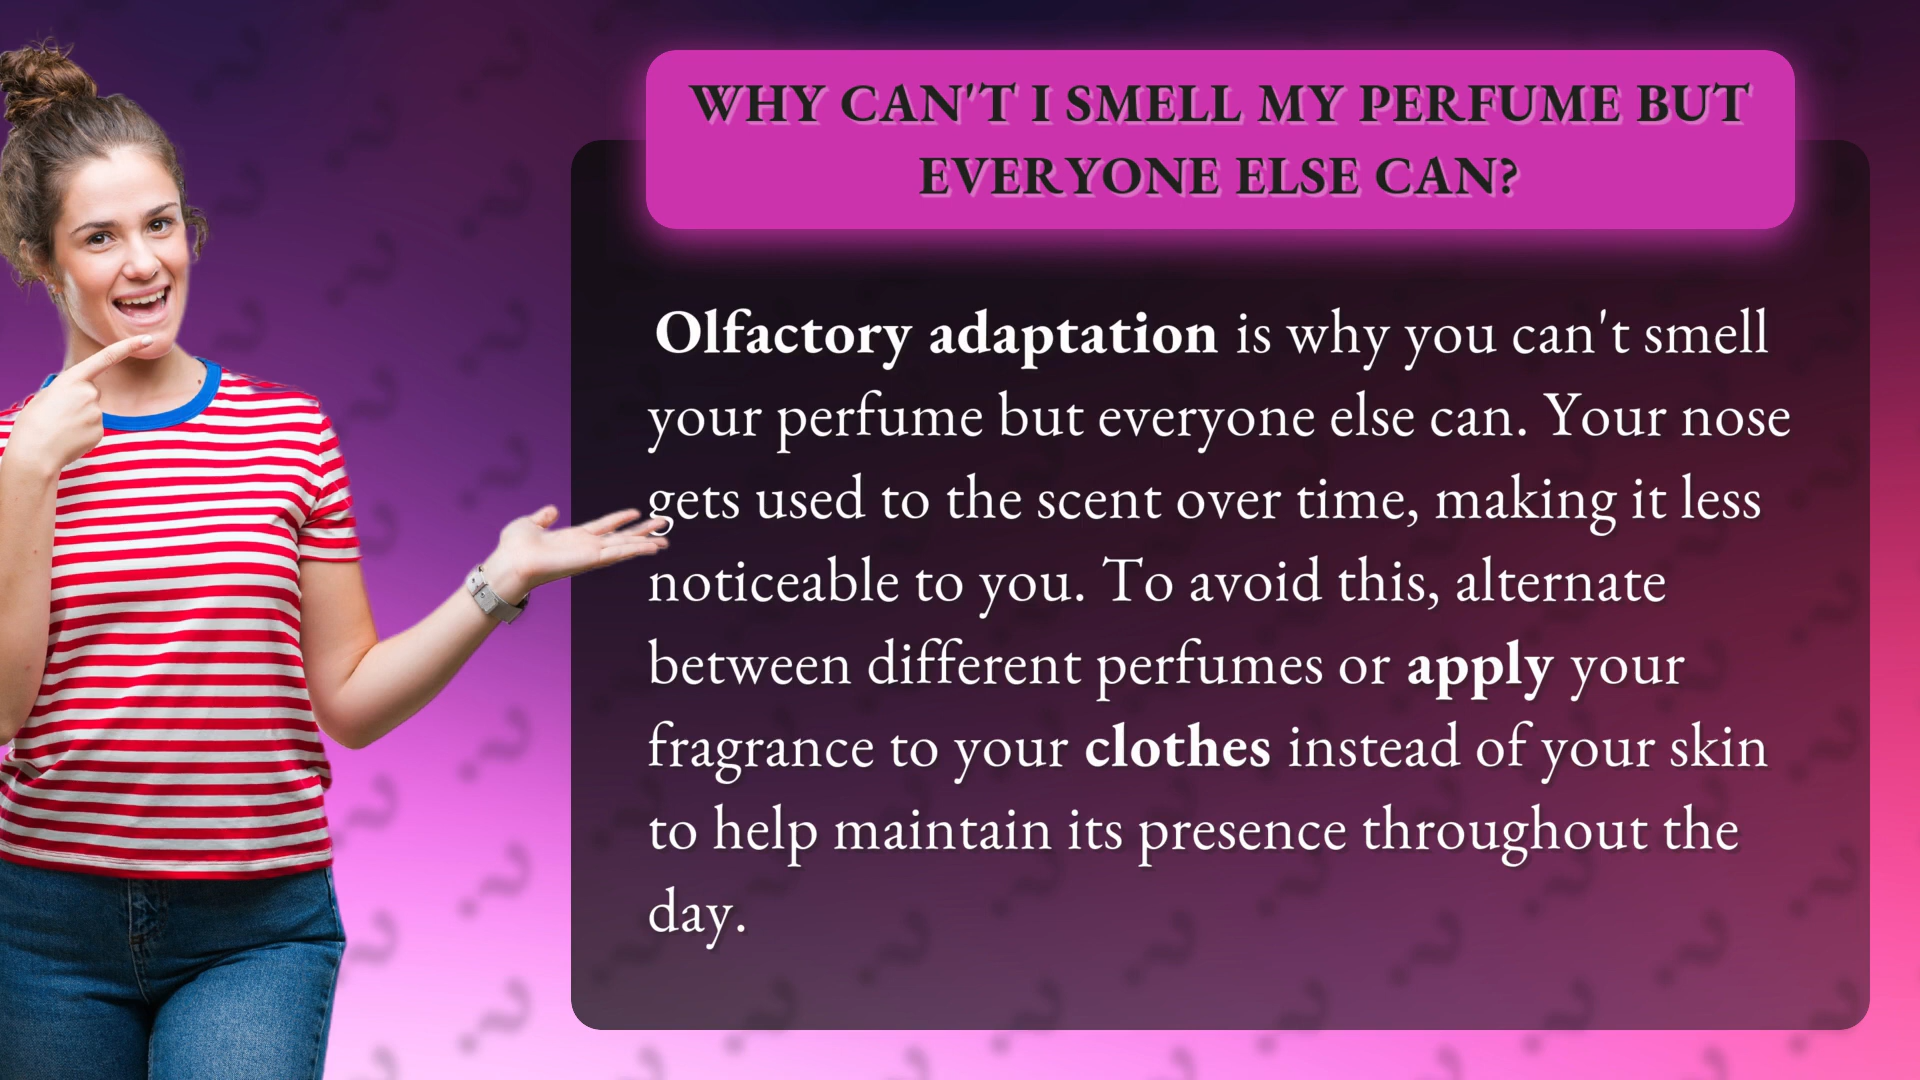 WHY CAN'T I SMELL MY PERFUME BUT
EVERYONE ELSE CAN?
Olfactory adaptation is why you can't smell
your perfume but everyone else can. Your nose
gets used to the scent over time, making it less
noticeable to you. To avoid this, alternate
between different perfumes or apply your
fragrance to your clothes instead of your skin
to help maintain its presence throughout the
day.